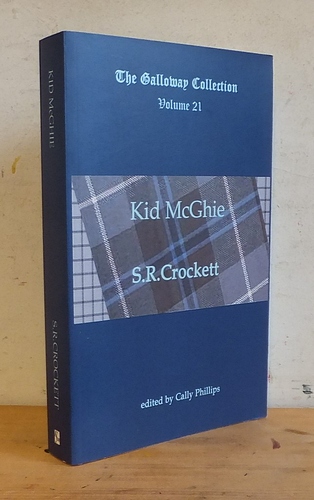 The Galloway Collection
Volume 21
Kid McGhie
S.R.Crockett
edited by Cally Phillips
KID McGHIE
S.R.CROCKETT